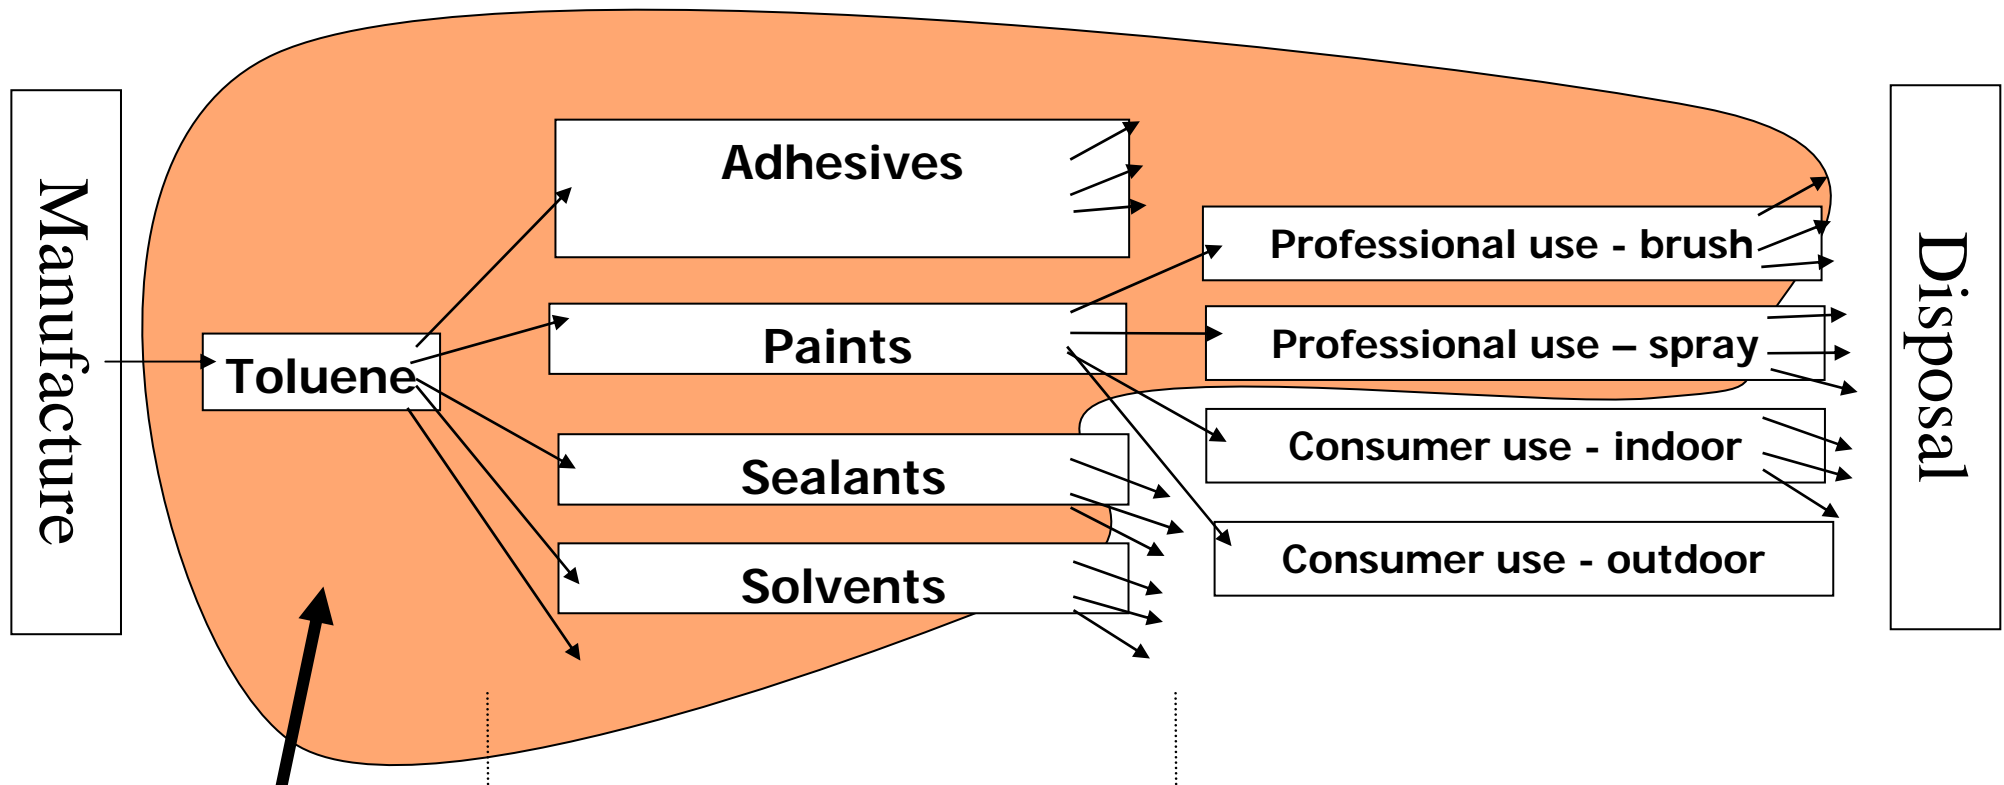 Manufacture
Toluene
Adhesives
Paints
Sealants
Solvents
Professional use - brush
Professional use – spray
Consumer use - indoor
Consumer use - outdoor
Disposal